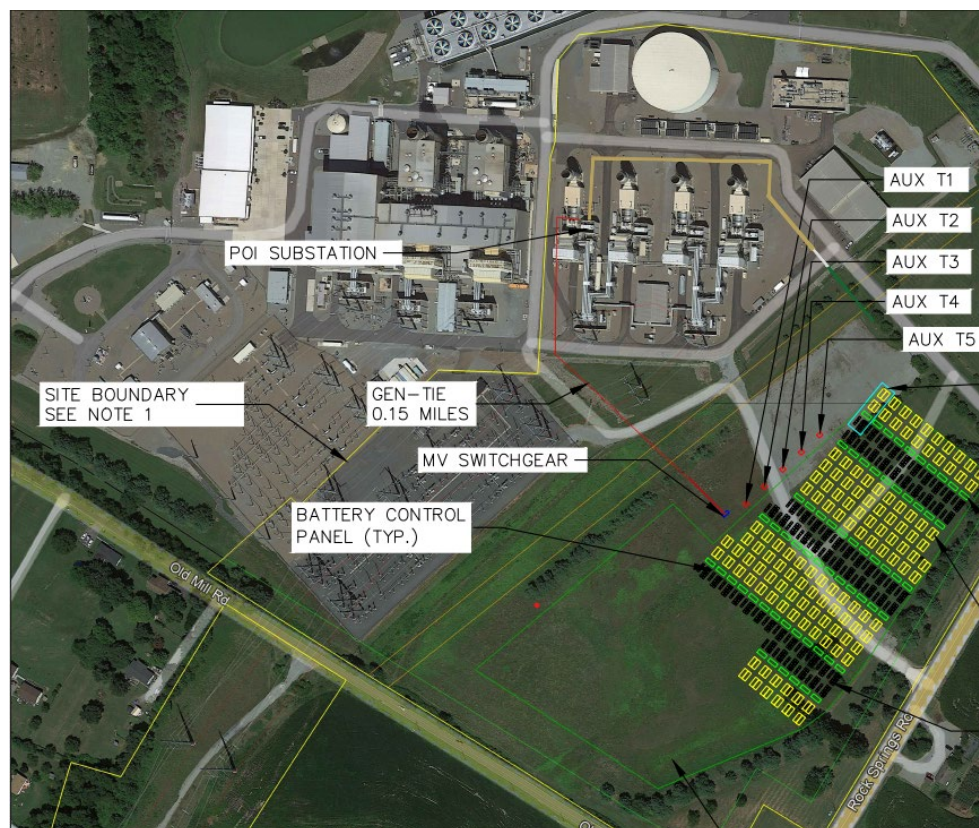 AUX T1
AUX T2
AUX T3
AUX T4
AUX T5
POI SUBSTATION
SITE BOUNDARY
SEE NOTE 1
GEN-TIE
0.15 MILES
MV SWITCHGEAR
BATTERY CONTROL
PANEL (TYP.)
Old Mill Rd
Rock Springs Rd